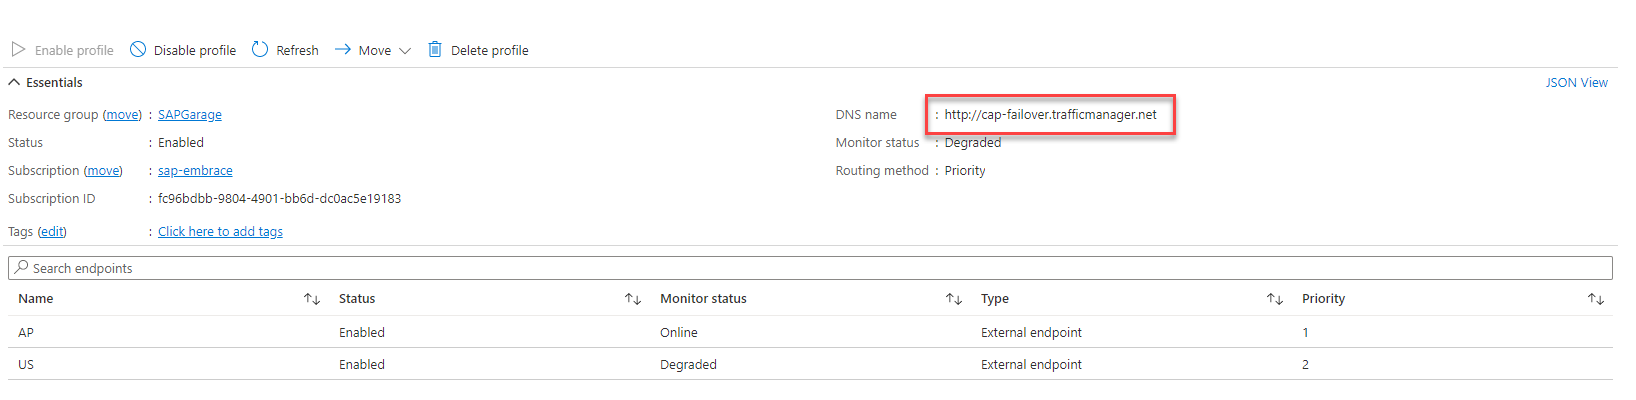 Enable profile Disable profile Refresh Move Delete profile
Essentials JSON View
Resource group (move) : SAPGarage DNS name : http://cap-failover.trafficmanager.net
Status : Enabled Monitor status : Degraded
Subscription (move) : sap-embrace Routing method : Priority
Subscription ID : fc96bdbb-9804-4901-bb6d-dc0ac5e19183
Tags (edit) : Click here to add tags
Search endpoints
Name Status Monitor status Type Priority
AP Enabled Online External endpoint 1
US Enabled Degraded External endpoint 2